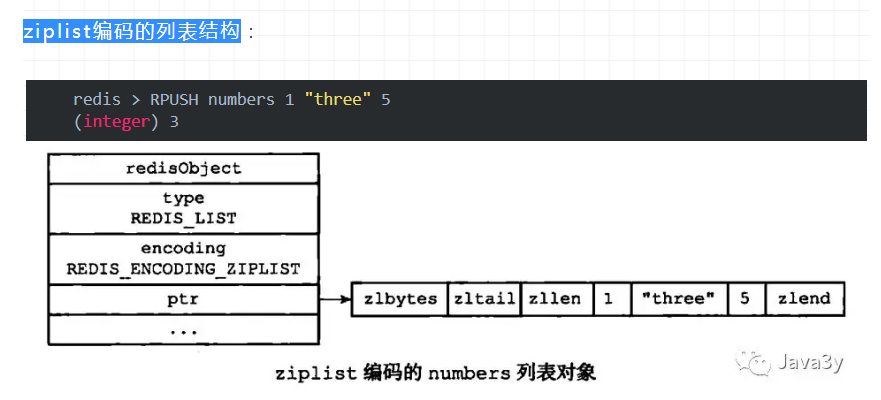 ziplist编码的列表结构：
redis > RPUSH numbers 1 "three" 5
(integer) 3
redisObject
type
REDIS_LIST
encoding
REDIS_ENCODING_ZIPLIST
ptr
zlbytes zltail zllen 1 "three" 5 zlend
...
ziplist 编码的 numbers 列表对象
Java3y